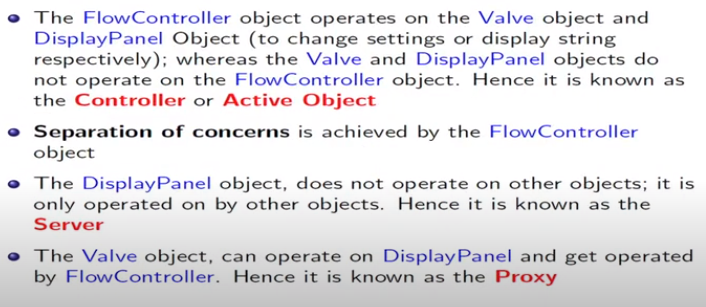 The FlowController object operates on the Valve object and
DisplayPanel Object (to change settings or display string
respectively); whereas the Valve and DisplayPanel objects do
not operate on the FlowController object. Hence it is known as
the Controller or Active Object
Separation of concerns is achieved by the FlowController
object
The DisplayPanel object, does not operate on other objects; it is
only operated on by other objects. Hence it is known as the
Server
The Valve object, can operate on DisplayPanel and get operated
by FlowController. Hence it is known as the Proxy